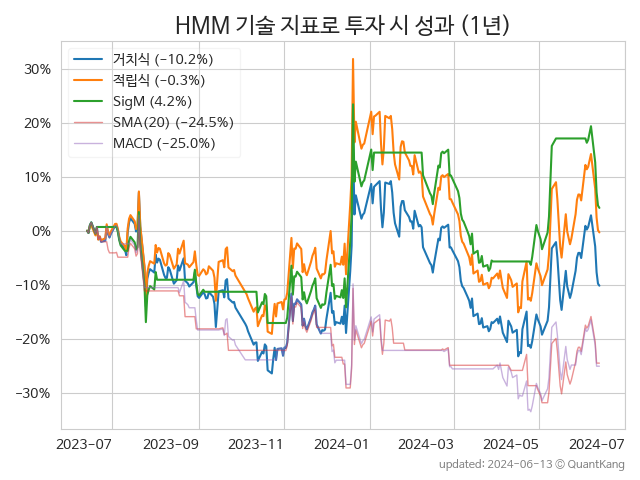 HMM 기술 지표로 투자 시 성과 (1년)
거치식 (−10.2%)
적립식 (−0.3%)
SigM (4.2%)
SMA(20) (−24.5%)
MACD (−25.0%)
30%
20%
10%
0%
−10%
−20%
−30%
2023-07 2023-09 2023-11 2024-01 2024-03 2024-05 2024-07
updated: 2024-06-13 ⓒ QuantKang